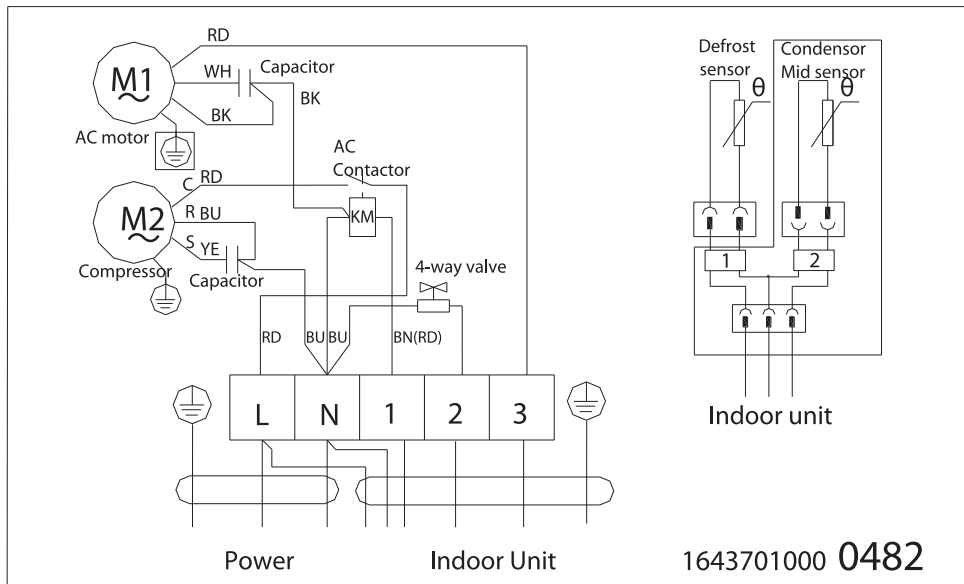 RD
M1
WH
Capacitor
BK
BK
AC motor
AC
Contactor
C RD
KM
R BU
M2
S YE
Compressor
Capacitor
4-way valve
RD
BU
BU
BN(RD)
L
N
1
2
3
Power
Indoor Unit
Defrost
sensor
Condensor
Mid sensor
θ
θ
1
2
Indoor unit
1643701000 0482